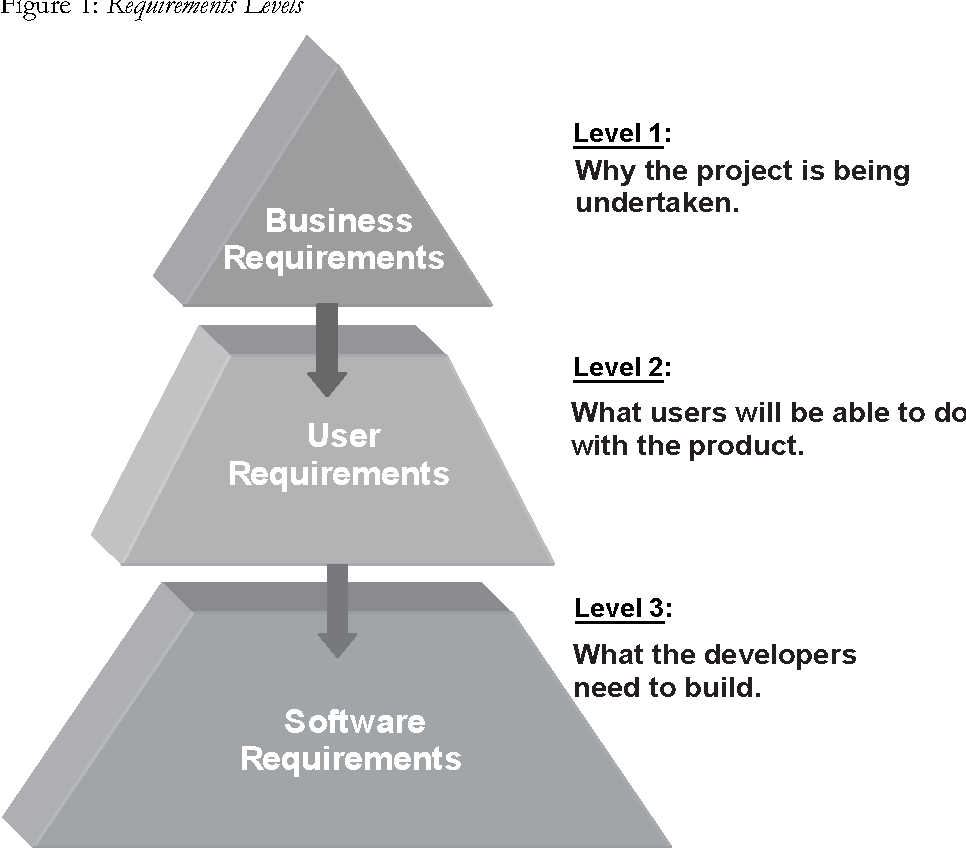 Figure 1: Requirements Levels
Business
Requirements
Level 1:
Why the project is being
undertaken.
User
Requirements
Level 2:
What users will be able to do
with the product.
Software
Requirements
Level 3:
What the developers
need to build.